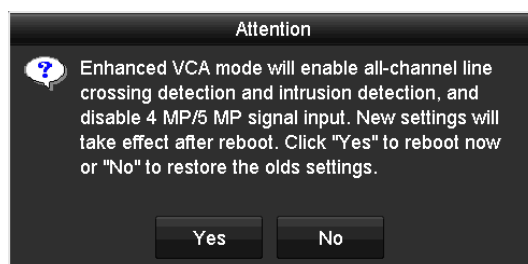 Attention
Enhanced VCA mode will enable all-channel line
crossing detection and intrusion detection, and
disable 4 MP/5 MP signal input. New settings will
take effect after reboot. Click "Yes" to reboot now
or "No" to restore the olds settings.
Yes
No